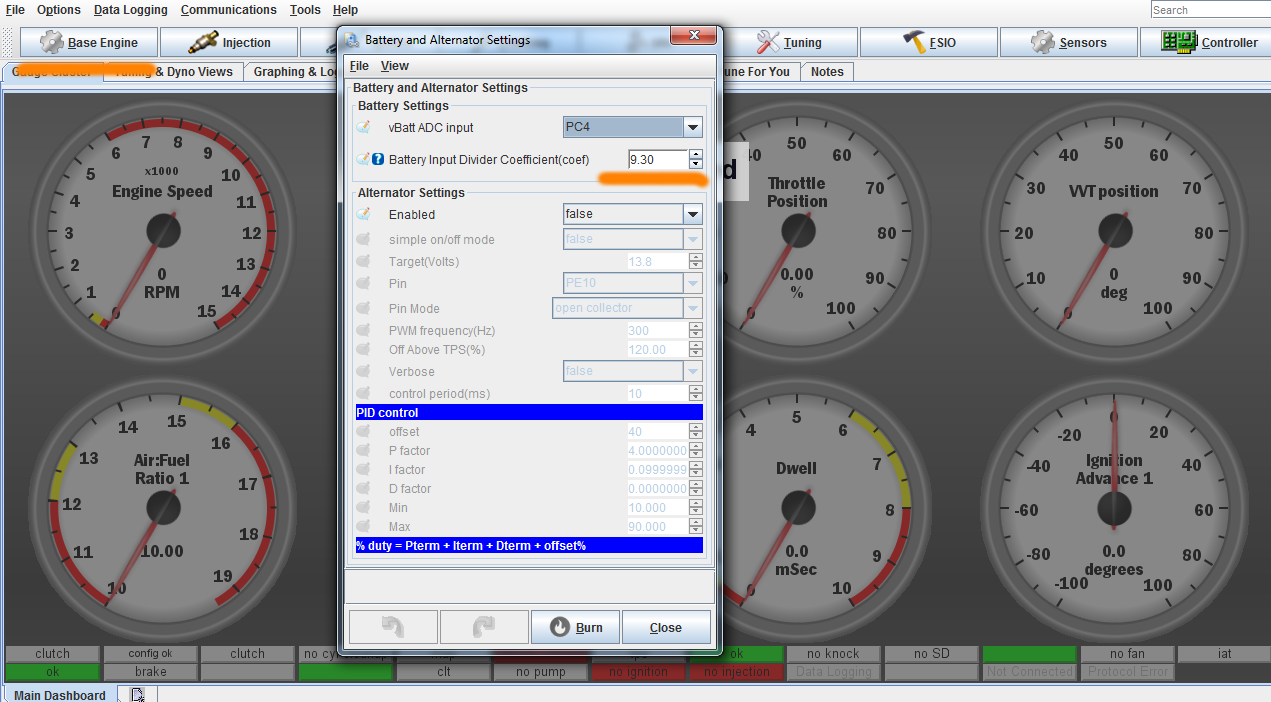 File Options Data Logging Communications Tools Help
Search
Base Engine
Injection
Tuning
FSIO
Sensors
Controller
& Dyno Views
Graphing & Lo
une For You
Notes
Battery and Alternator Settings
File View
Battery and Alternator Settings
Battery Settings
vBatt ADC input PC4
Battery Input Divider Coefficient(coef) 9.30
Alternator Settings
Enabled false
simple on/off mode false
Target(Volts) 13.8
Pin PE10
Pin Mode open collector
PWM frequency(Hz) 300
Off Above TPS(%) 120.00
Verbose false
control period(ms) 10
PID control
offset 40
P factor 4.0000000
I factor 0.0999999
D factor 0.0000000
Min 10.000
Max 90.000
% duty = Pterm + Iterm + Dterm + offset%
Burn
Close
0 1 2 3 4 5 6 7 8 9 10 11 12 13 14 15
x1000
Engine Speed
0
RPM
d
0 40 50 60 70 80 90 100
Throttle
Position
0.00
%
0 10 20 30 40 50 60 70 80 90 100
VVT position
0
deg
10 11 12 13 14 15 16 17 18 19
Air:Fuel
Ratio 1
10.00
4 5 6 7 8 9 10
Dwell
0.0
mSec
-100 -80 -60 -40 -20 0 20 40 60 80 100
Ignition
Advance 1
0.0
degrees
clutch
config ok
clutch
ok
no knock
no SD
no fan
iat
ok
brake
clt
no pump
no ignition
no injection
Data Logging
Not Connected
Protocol Error
Main Dashboard